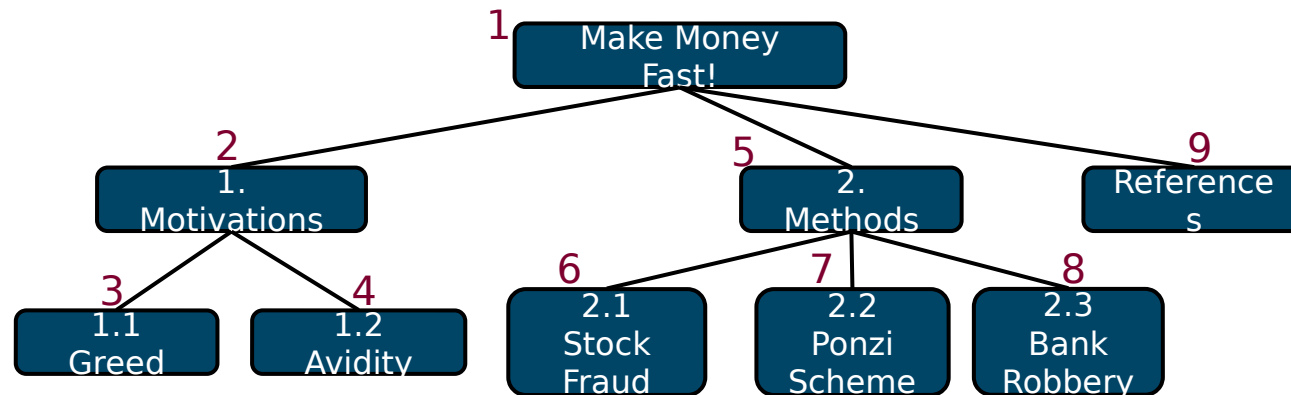 1
Make Money
Fast!
2
1.
Motivations
5
2.
Methods
9
Reference
s
3
1.1
Greed
4
1.2
Avidity
6
2.1
Stock
Fraud
7
2.2
Ponzi
Scheme
8
2.3
Bank
Robbery